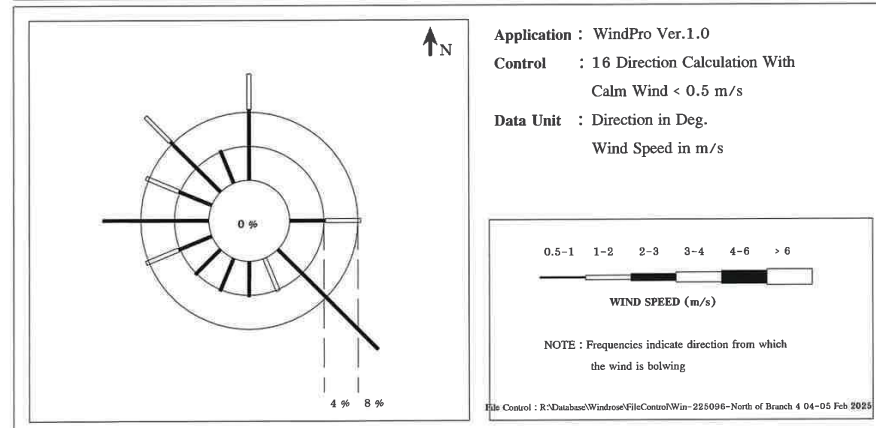 N
Application : WindPro Ver.1.0
Control : 16 Direction Calculation With
Calm Wind < 0.5 m/s
Data Unit : Direction in Deg.
Wind Speed in m/s
0 %
4 % 8 %
0.5-1 1-2 2-3 3-4 4-6 > 6
WIND SPEED (m/s)
NOTE : Frequencies indicate direction from which
the wind is bolwing
File Control : R:\Database\Windrose\FileControl\Win-225096-North of Branch 4 04-05 Feb 2025